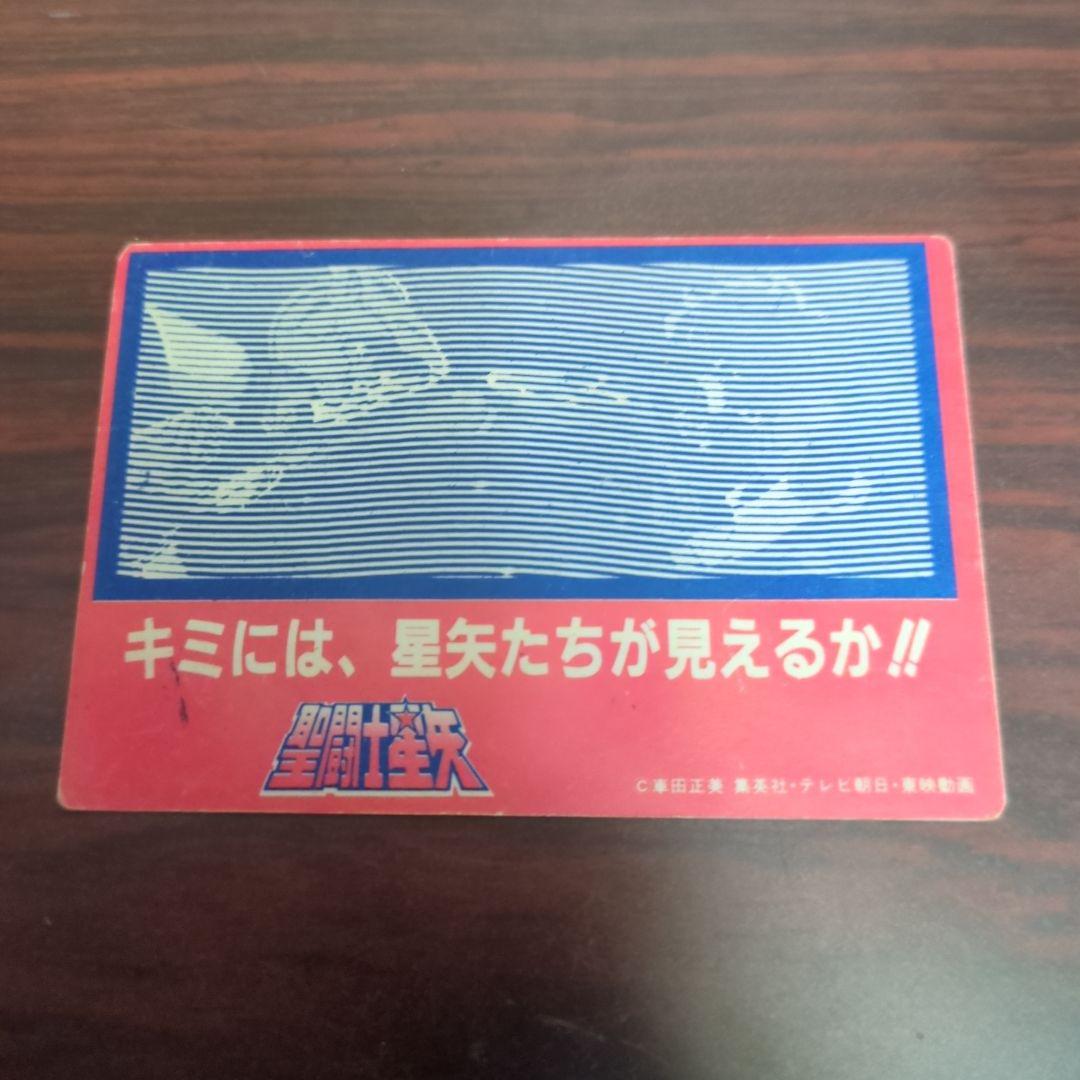 キミには、星矢たちが見えるか!!
聖闘士星矢
C車田正美 集英社・テレビ朝日・東映動画